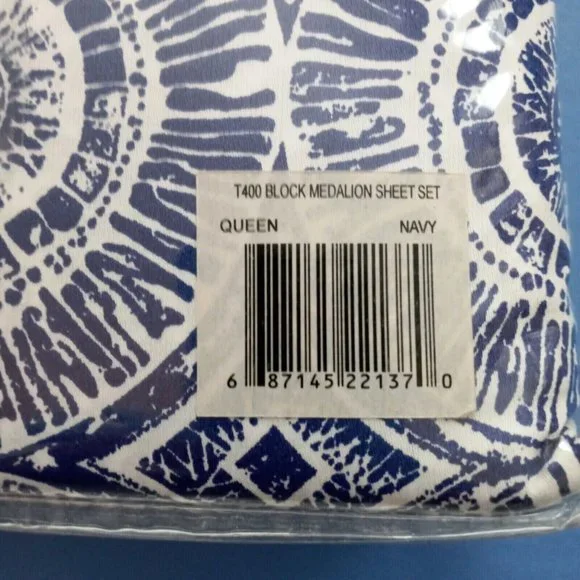 T400 BLOCK MEDALION SHEET SET
QUEEN NAVY
6 87145 22137 0